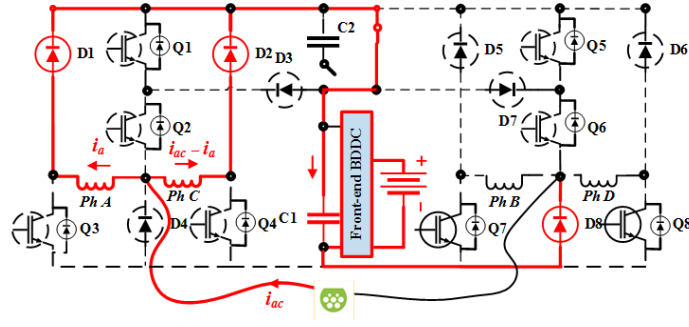 D1
Q1
D2
C2
D3
D5
Q5
D6
Q2
D7
Q6
i_a
i_ac – i_a
Ph A
Ph C
Ph B
Ph D
Front-end BDDC
+
-
Q3
D4
Q4
C1
Q7
D8
Q8
i_ac